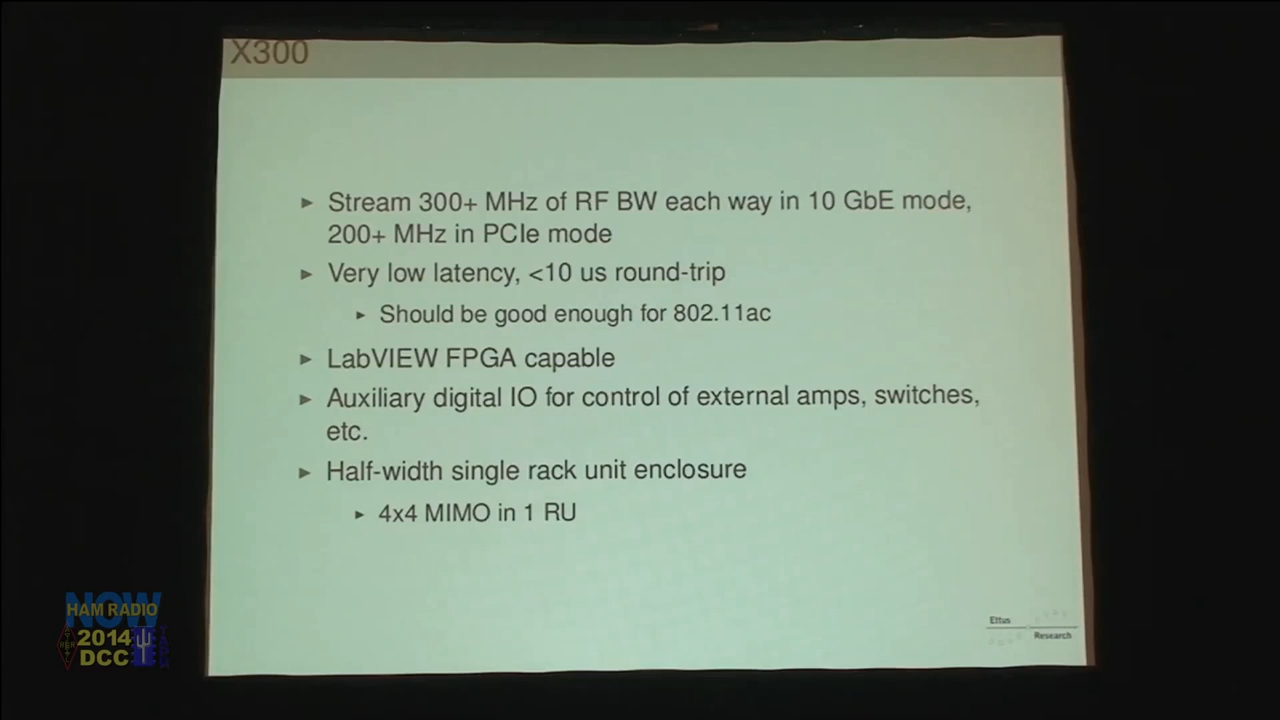 X300
Stream 300+ MHz of RF BW each way in 10 GbE mode,
200+ MHz in PCIe mode
Very low latency, <10 us round-trip
Should be good enough for 802.11ac
LabVIEW FPGA capable
Auxiliary digital IO for control of external amps, switches,
etc.
Half-width single rack unit enclosure
4x4 MIMO in 1 RU
Ettus
Research
NOW
HAM RADIO
2014
DCC